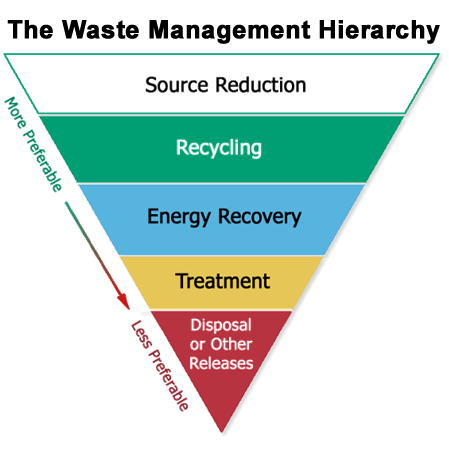 The Waste Management Hierarchy
Source Reduction
More Preferable
Recycling
Energy Recovery
Treatment
Less Preferable
Disposal
or Other
Releases